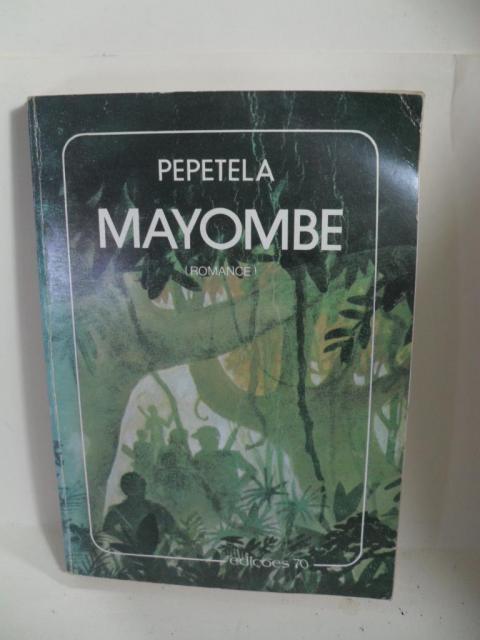 PEPETELA
MAYOMBE
(ROMANCE)
edições 70